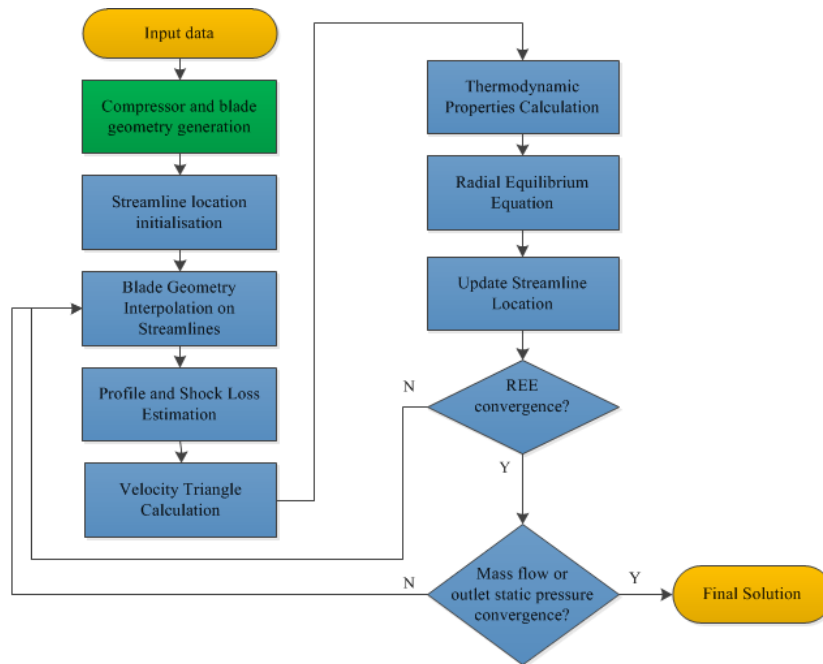 Input data
Compressor and blade
geometry generation
Streamline location
initialisation
Blade Geometry
Interpolation on
Streamlines
Profile and Shock Loss
Estimation
Velocity Triangle
Calculation
Thermodynamic
Properties Calculation
Radial Equilibrium
Equation
Update Streamline
Location
REE
convergence?
N
Y
Mass flow or
outlet static pressure
convergence?
N
Y
Final Solution